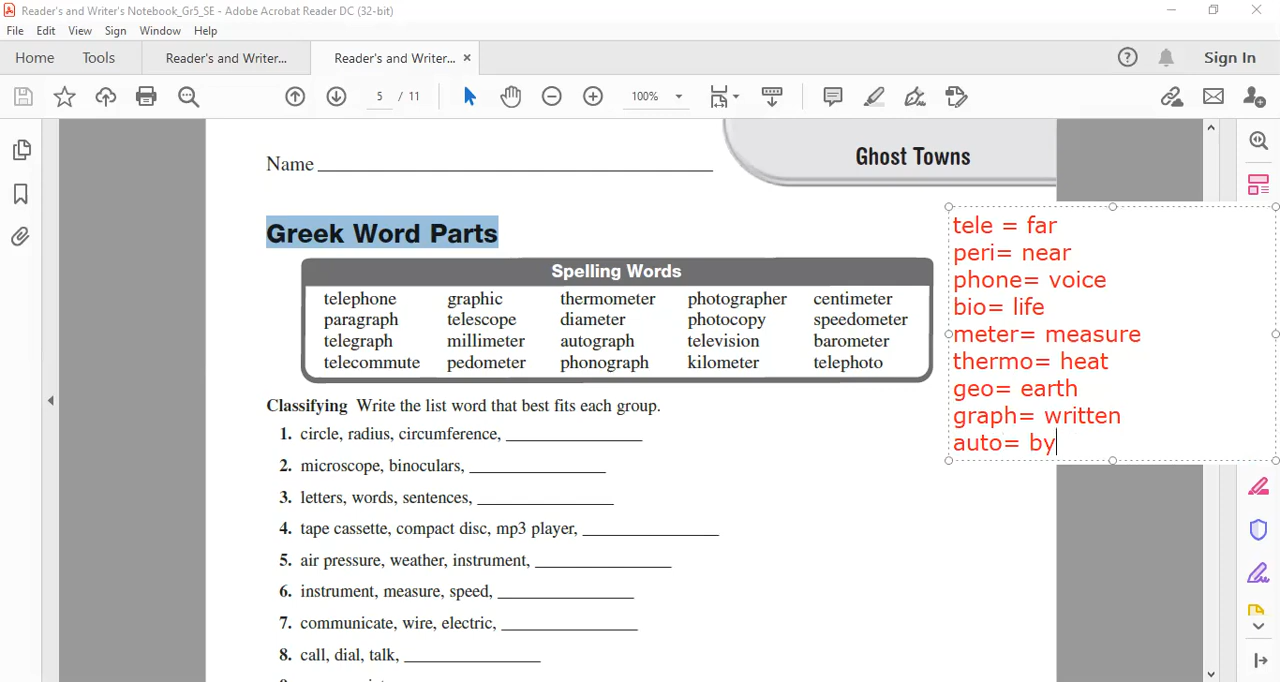 Reader's and Writer's Notebook_Gr5_SE - Adobe Acrobat Reader DC (32-bit)
File Edit View Sign Window Help
Home Tools Reader's and Writer... Reader's and Writer... × Sign In
5 / 11 100%
Name
Ghost Towns
Greek Word Parts
Spelling Words
telephone graphic thermometer photographer centimeter
paragraph telescope diameter photocopy speedometer
telegraph millimeter autograph television barometer
telecommute pedometer phonograph kilometer telephoto
Classifying Write the list word that best fits each group.
1. circle, radius, circumference,
2. microscope, binoculars,
3. letters, words, sentences,
4. tape cassette, compact disc, mp3 player,
5. air pressure, weather, instrument,
6. instrument, measure, speed,
7. communicate, wire, electric,
8. call, dial, talk,
tele = far
peri= near
phone= voice
bio= life
meter= measure
thermo= heat
geo= earth
graph= written
auto= by